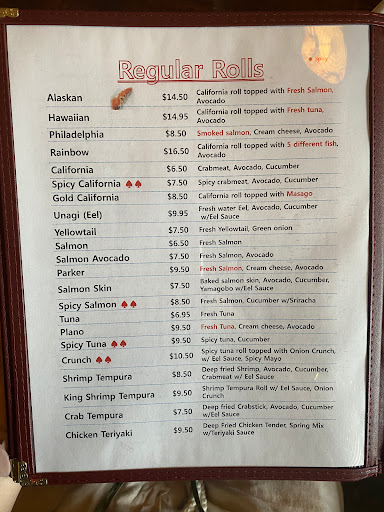 spicy
Regular Rolls
Alaskan $14.50 California roll topped with Fresh Salmon,
Avocado
Hawaiian $14.95 California roll topped with Fresh tuna,
Avocado
Philadelphia $8.50 Smoked salmon, Cream cheese, Avocado
Rainbow $16.50 California roll topped with 5 different fish,
Avocado
California $6.50 Crabmeat, Avocado, Cucumber
Spicy California $7.50 Spicy crabmeat, Avocado, Cucumber
Gold California $8.50 California roll topped with Masago
Unagi (Eel) $9.95 Fresh water Eel, Avocado, Cucumber
w/Eel Sauce
Yellowtail $7.50 Fresh Yellowtail, Green onion
Salmon $6.50 Fresh Salmon
Salmon Avocado $7.50 Fresh Salmon, Avocado
Parker $9.50 Fresh Salmon, Cream cheese, Avocado
Salmon Skin $7.50 Baked salmon skin, Avocado, Cucumber,
Yamagobo w/Eel Sauce
Spicy Salmon $8.50 Fresh Salmon, Cucumber w/Sriracha
Tuna $6.95 Fresh Tuna
Plano $9.50 Fresh Tuna, Cream cheese, Avocado
Spicy Tuna $9.50 Spicy tuna, Cucumber
Crunch $10.50 Spicy tuna roll topped with Onion Crunch,
w/ Eel Sauce, Spicy Mayo
Shrimp Tempura $8.50 Deep fried Shrimp, Avocado, Cucumber,
Crabmeat w/ Eel Sauce
King Shrimp Tempura $9.50 Shrimp Tempura Roll w/ Eel Sauce, Onion
Crunch
Crab Tempura $7.50 Deep fried Crabstick, Avocado, Cucumber
w/Eel Sauce
Chicken Teriyaki $9.50 Deep Fried Chicken Tender, Spring Mix
w/Teriyaki Sauce